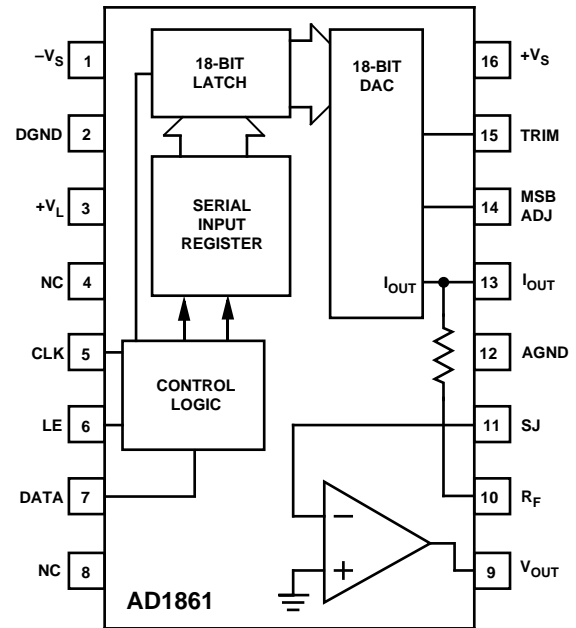 −VS 1
DGND 2
+VL 3
NC 4
CLK 5
LE 6
DATA 7
NC 8
18-BIT
LATCH
SERIAL
INPUT
REGISTER
CONTROL
LOGIC
18-BIT
DAC
IOUT
−
+
AD1861
16 +VS
15 TRIM
14 MSB
ADJ
13 IOUT
12 AGND
11 SJ
10 RF
9 VOUT